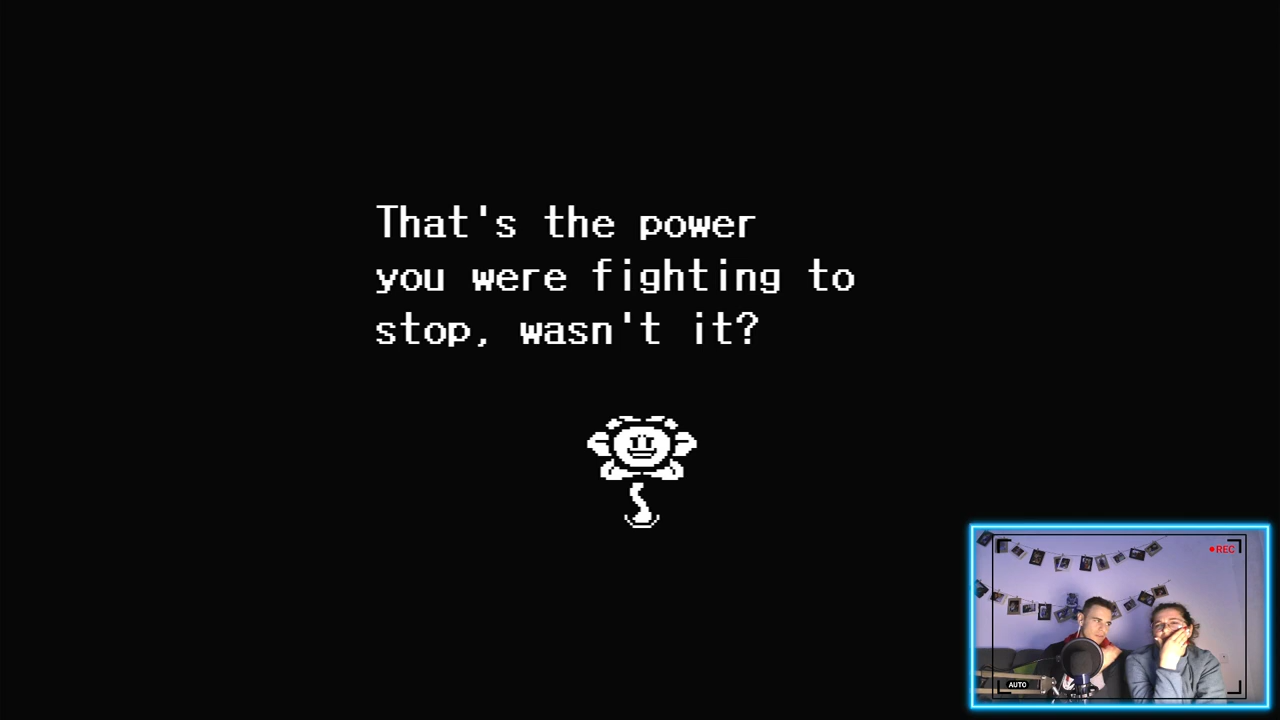 That's the power
you were fighting to
stop, wasn't it?
REC
AUTO